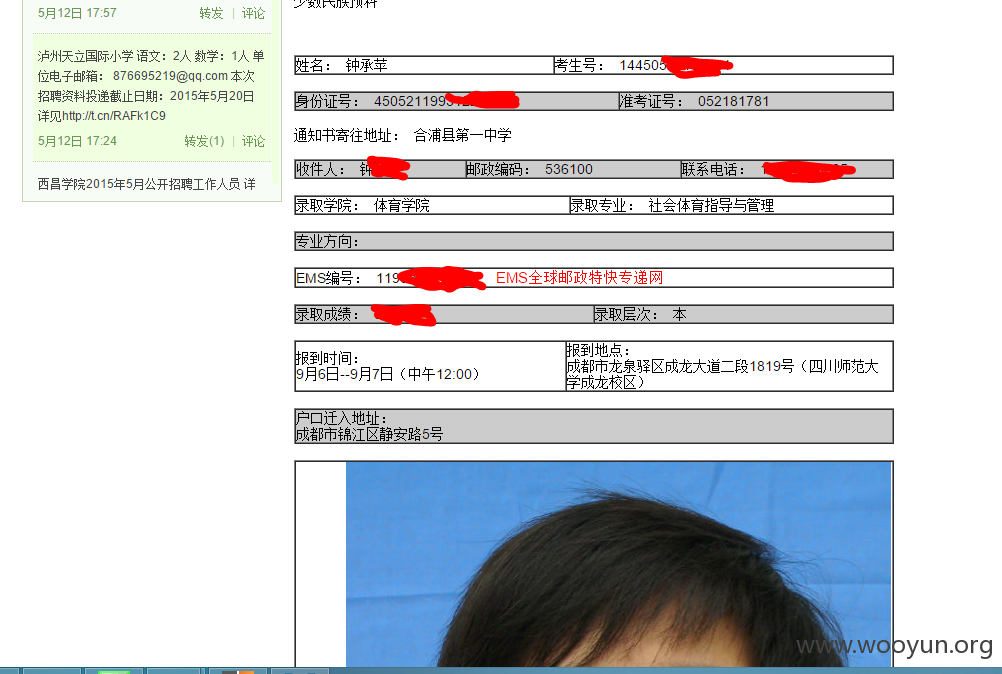 5月12日 17:57 转发 | 评论
泸州天立国际小学 语文：2人 数学：1人 单
位电子邮箱： 876695219@qq.com 本次
招聘资料投递截止日期：2015年5月20日
详见http://t.cn/RAFk1C9
5月12日 17:24 转发(1) | 评论
西昌学院2015年5月公开招聘工作人员 详
少数民族预科
姓名： 钟承苹 考生号： 144505
身份证号： 4505211995 准考证号： 052181781
通知书寄往地址： 合浦县第一中学
收件人： 钟 邮政编码： 536100 联系电话：
录取学院： 体育学院 录取专业： 社会体育指导与管理
专业方向：
EMS编号： 119 EMS全球邮政特快专递网
录取成绩： 录取层次： 本
报到时间：
9月6日--9月7日（中午12:00）
报到地点：
成都市龙泉驿区成龙大道二段1819号（四川师范大
学成龙校区）
户口迁入地址：
成都市锦江区静安路5号
www.wooyun.org